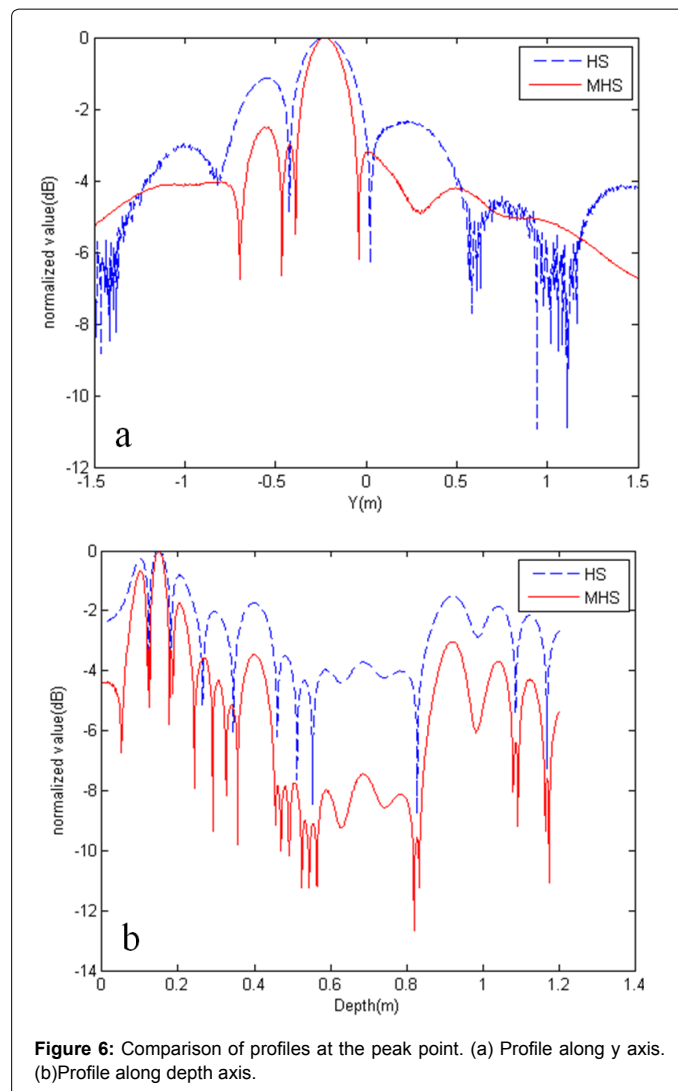 0
-2
-4
-6
-8
-10
-12
normalized value(dB)
HS
MHS
a
-1.5 -1 -0.5 0 0.5 1 1.5
Y(m)
0
-2
-4
-6
-8
-10
-12
-14
normalized value(dB)
HS
MHS
b
0 0.2 0.4 0.6 0.8 1 1.2 1.4
Depth(m)
Figure 6: Comparison of profiles at the peak point. (a) Profile along y axis.
(b)Profile along depth axis.